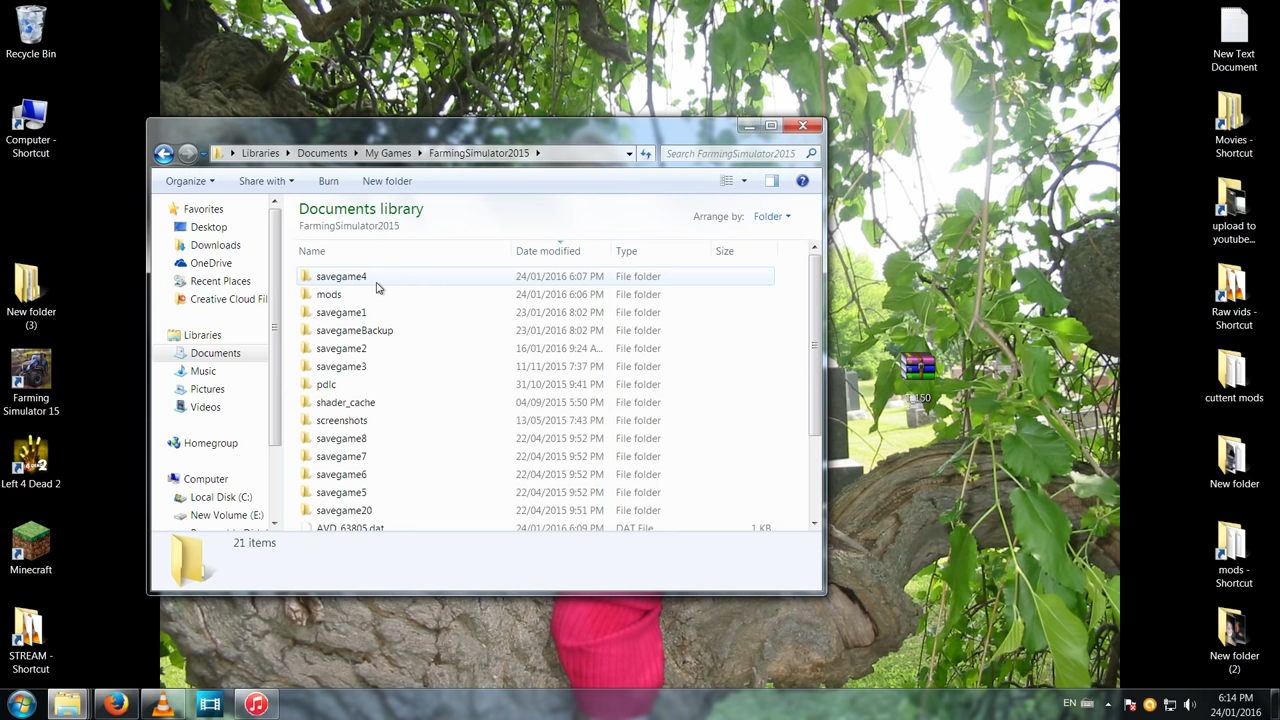 Recycle Bin
Computer -
Shortcut
New folder
(3)
Farming
Simulator 15
Left 4 Dead 2
Minecraft
STREAM -
Shortcut
Libraries
Documents
My Games
FarmingSimulator2015
Search FarmingSimulator2015
Organize
Share with
Burn
New folder
Favorites
Desktop
Downloads
OneDrive
Recent Places
Creative Cloud Fil
Libraries
Documents
Music
Pictures
Videos
Homegroup
Computer
Local Disk (C:)
New Volume (E:)
Documents library
FarmingSimulator2015
Arrange by: Folder
Name Date modified Type Size
savegame4 24/01/2016 6:07 PM File folder
mods 24/01/2016 6:06 PM File folder
savegame1 23/01/2016 8:02 PM File folder
savegameBackup 23/01/2016 8:02 PM File folder
savegame2 16/01/2016 9:24 A... File folder
savegame3 11/11/2015 7:37 PM File folder
pdlc 31/10/2015 9:41 PM File folder
shader_cache 04/09/2015 5:50 PM File folder
screenshots 13/05/2015 7:43 PM File folder
savegame8 22/04/2015 9:52 PM File folder
savegame7 22/04/2015 9:52 PM File folder
savegame6 22/04/2015 9:52 PM File folder
savegame5 22/04/2015 9:52 PM File folder
savegame20 22/04/2015 9:51 PM File folder
AVD_63805.dat 24/01/2016 6:09 PM DAT File 1 KB
21 items
New Text
Document
Movies -
Shortcut
upload to
youtube...
Raw vids -
Shortcut
cuttent mods
New folder
mods -
Shortcut
New folder
(2)
EN
6:14 PM
24/01/2016